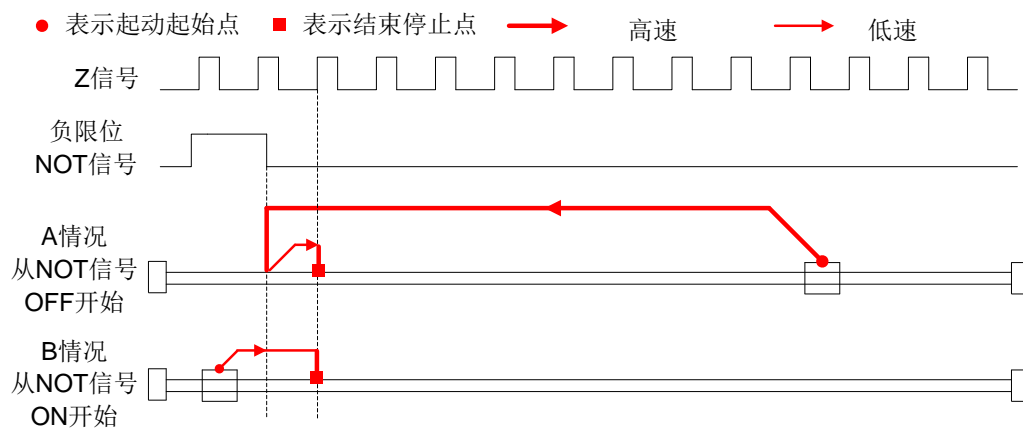 表示起动起始点 表示结束停止点 高速 低速
Z信号
负限位
NOT信号
A情况
从NOT信号
OFF开始
B情况
从NOT信号
ON开始